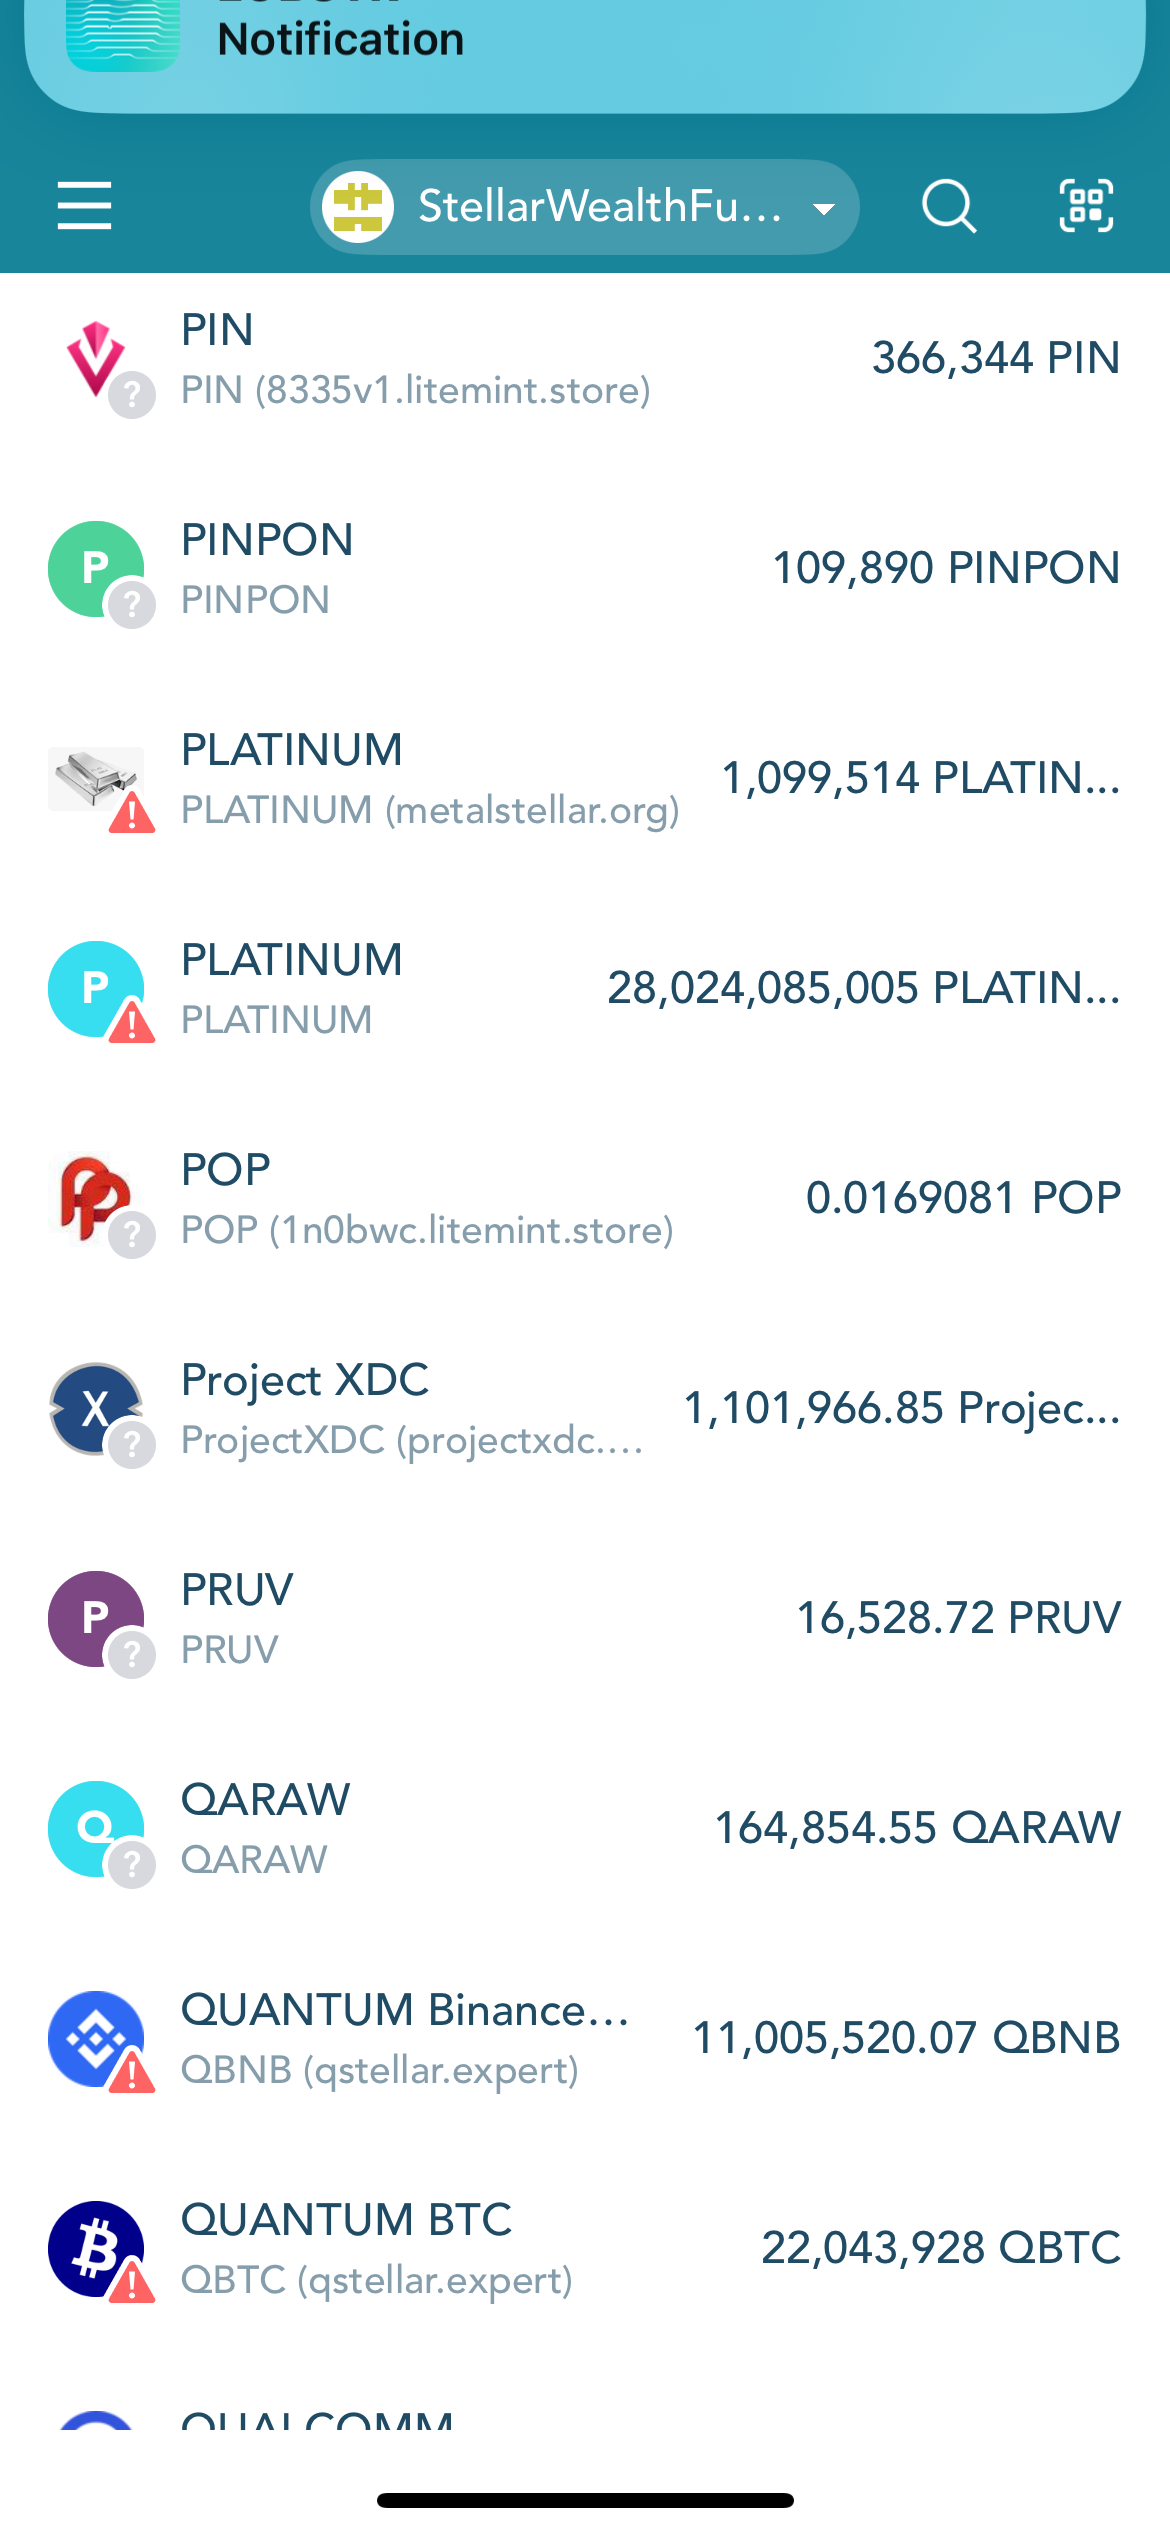 Notification
StellarWealthFu...
PIN
366,344 PIN
PIN (8335v1.litemint.store)
P
PINPON
109,890 PINPON
PINPON
PLATINUM
1,099,514 PLATIN...
PLATINUM (metalstellar.org)
P
PLATINUM
28,024,085,005 PLATIN...
PLATINUM
POP
0.0169081 POP
POP (1n0bwc.litemint.store)
X
Project XDC
1,101,966.85 Projec...
ProjectXDC (projectxdc....
P
PRUV
16,528.72 PRUV
PRUV
Q
QARAW
164,854.55 QARAW
QARAW
QUANTUM Binance...
11,005,520.07 QBNB
QBNB (qstellar.expert)
QUANTUM BTC
22,043,928 QBTC
QBTC (qstellar.expert)
QUALCOMM